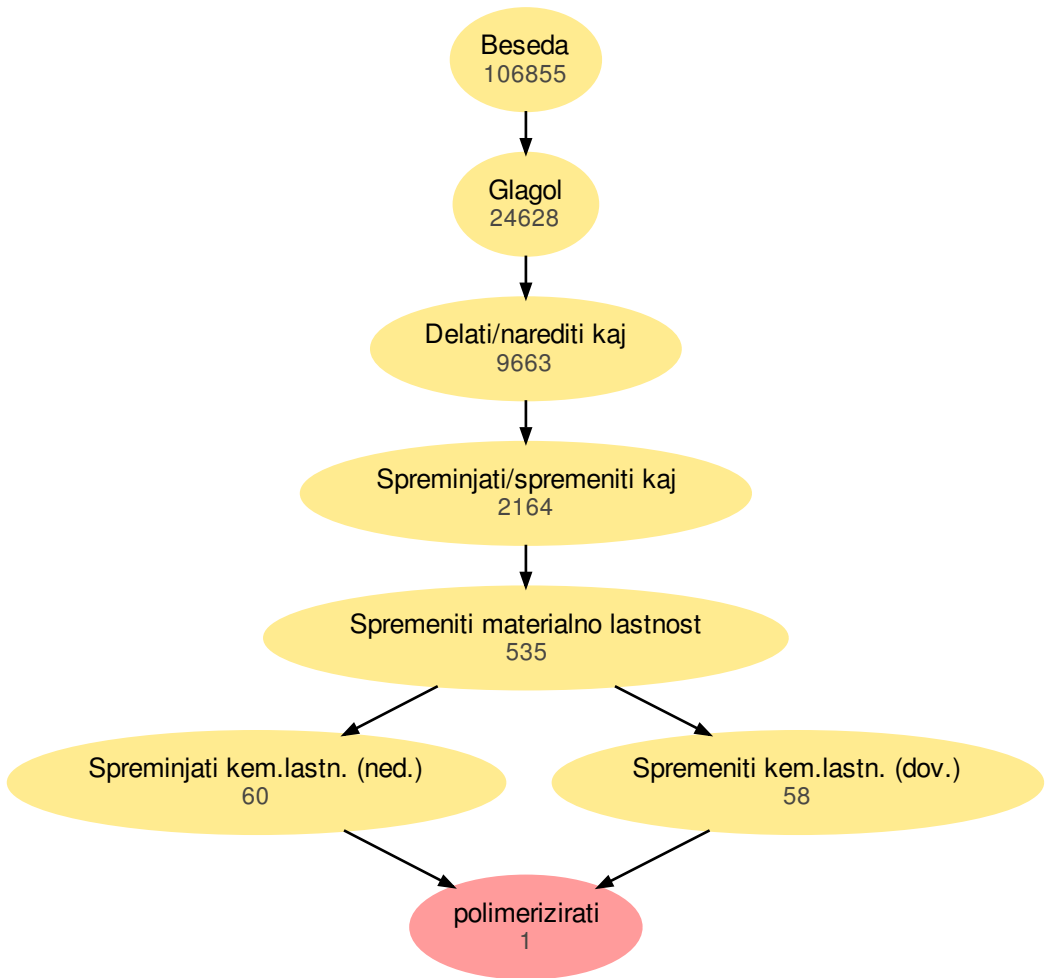 Beseda
106855
Glagol
24628
Delati/narediti kaj
9663
Spreminjati/spremeniti kaj
2164
Spremeniti materialno lastnost
535
Spreminjati kem.lastn. (ned.)
60
Spremeniti kem.lastn. (dov.)
58
polimerizirati
1